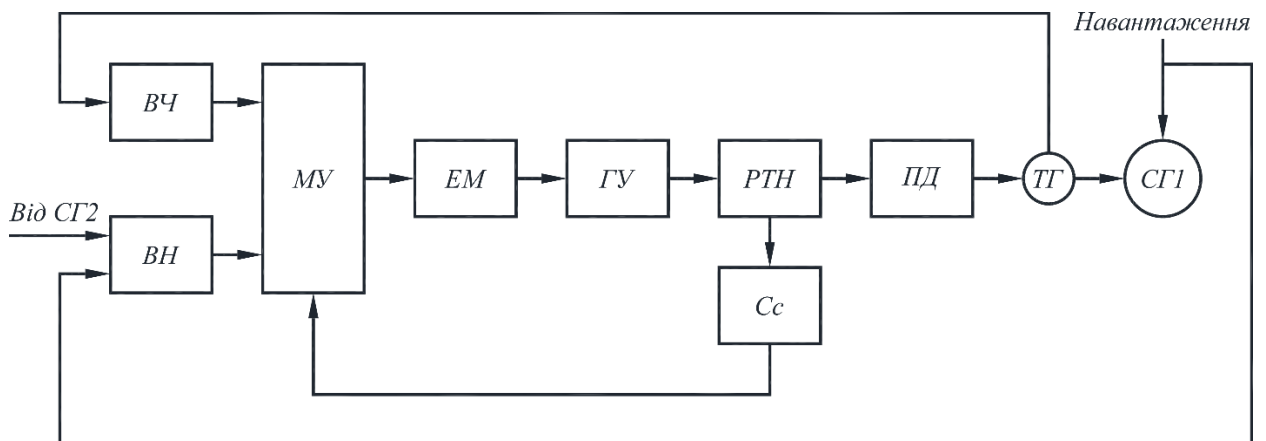 Навантаження
ВЧ
МУ
ЕМ
ГУ
РТН
ПД
ТГ
СГ1
Від СГ2
ВН
Сс